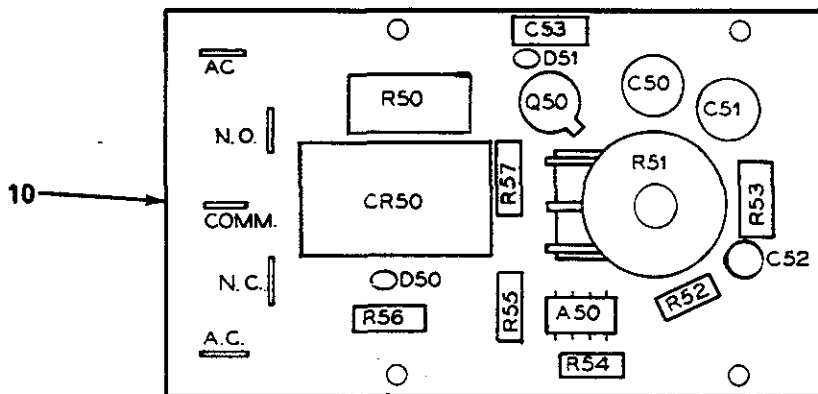 C53
D51
AC
R50
Q50
C50
C51
N.O.
R57
R51
10
CR50
R53
COMM.
N.C.
D50
C52
R56
R55
A50
R52
A.C.
R54